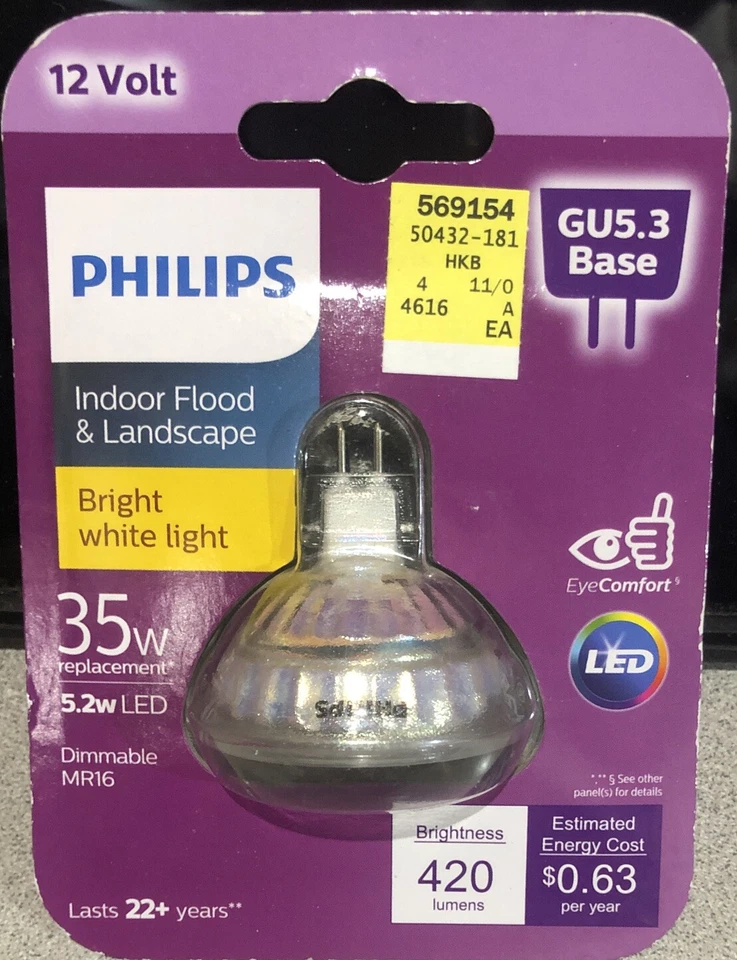 12 Volt
PHILIPS
569154
50432-181
HKB
4 11/0
4616 A
EA
GU5.3
Base
Indoor Flood
& Landscape
Bright
white light
EyeComfort§
LED
35w
replacement*
5.2w LED
Dimmable
MR16
PHILIPS
*,** § See other
panel(s) for details
Brightness
420
lumens
Estimated
Energy Cost
$0.63
per year
Lasts 22+ years**